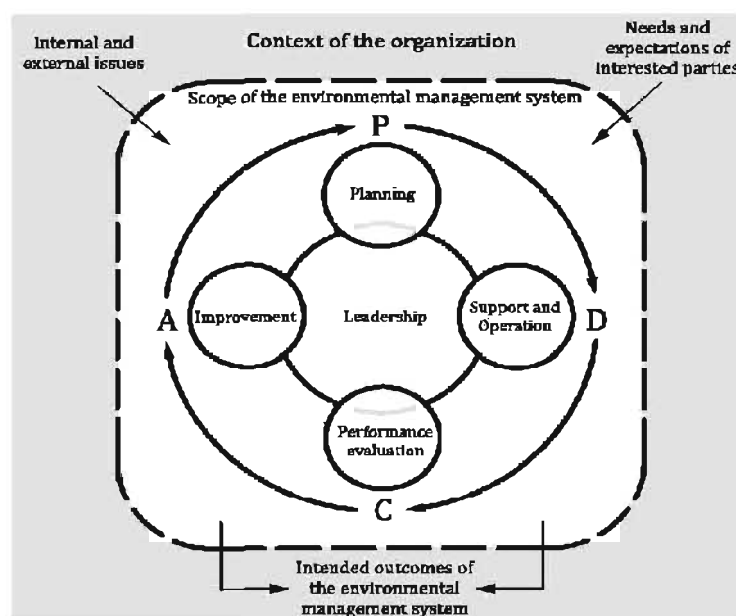 Internal and
external issues
Context of the organization
Needs and
expectations of
interested parties
Scope of the environmental management system
P
Planning
A
Improvement
Leadership
Support and
Operation
D
Performance
evaluation
C
Intended outcomes of
the environmental
management system